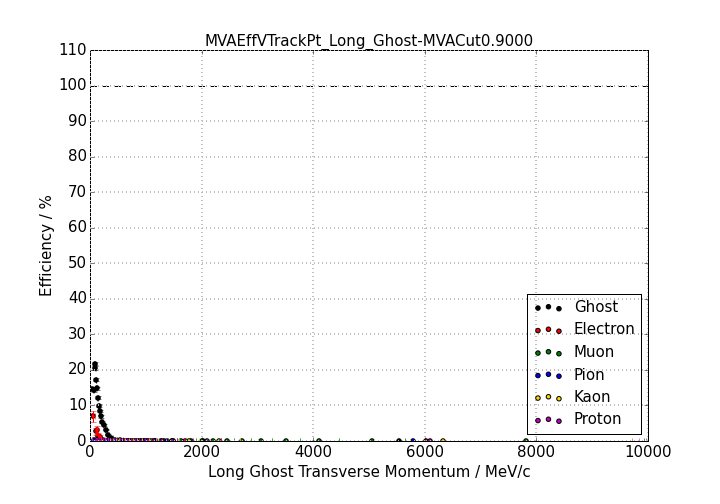 MVAEffVTrackPt_Long_Ghost-MVACut0.9000
110
100
90
80
70
60
50
40
30
20
10
0
Efficiency / %
Ghost
Electron
Muon
Pion
Kaon
Proton
0 2000 4000 6000 8000 10000
Long Ghost Transverse Momentum / MeV/c